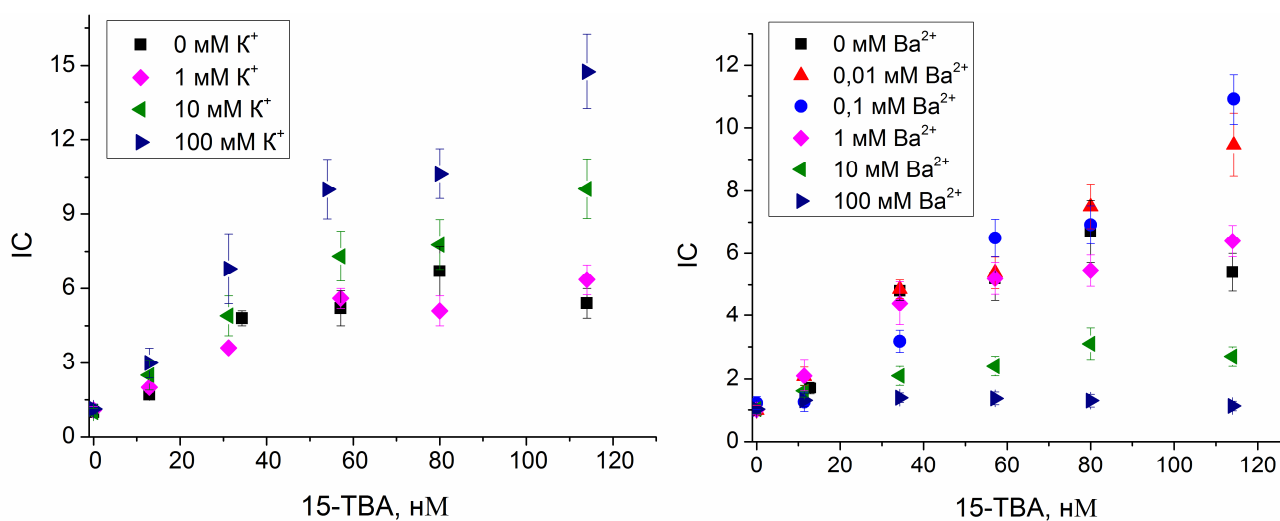 IC
15
12
9
6
3
0
0 мМ K⁺
1 мМ K⁺
10 мМ K⁺
100 мМ K⁺
0 20 40 60 80 100 120
15-TBA, нМ
IC
12
10
8
6
4
2
0
0 мМ Ba²⁺
0,01 мМ Ba²⁺
0,1 мМ Ba²⁺
1 мМ Ba²⁺
10 мМ Ba²⁺
100 мМ Ba²⁺
0 20 40 60 80 100 120
15-TBA, нМ